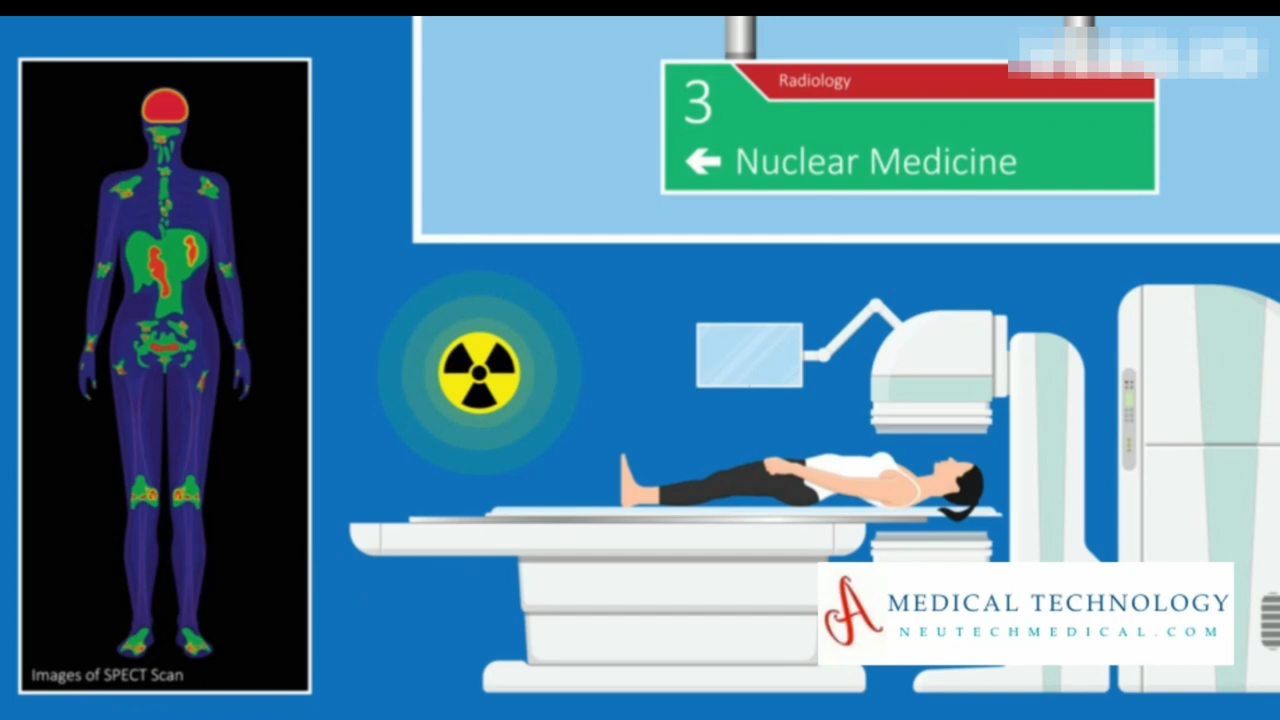 Radiology
3
Nuclear Medicine
Images of SPECT Scan
A MEDICAL TECHNOLOGY
NEUTECHMEDICAL.COM